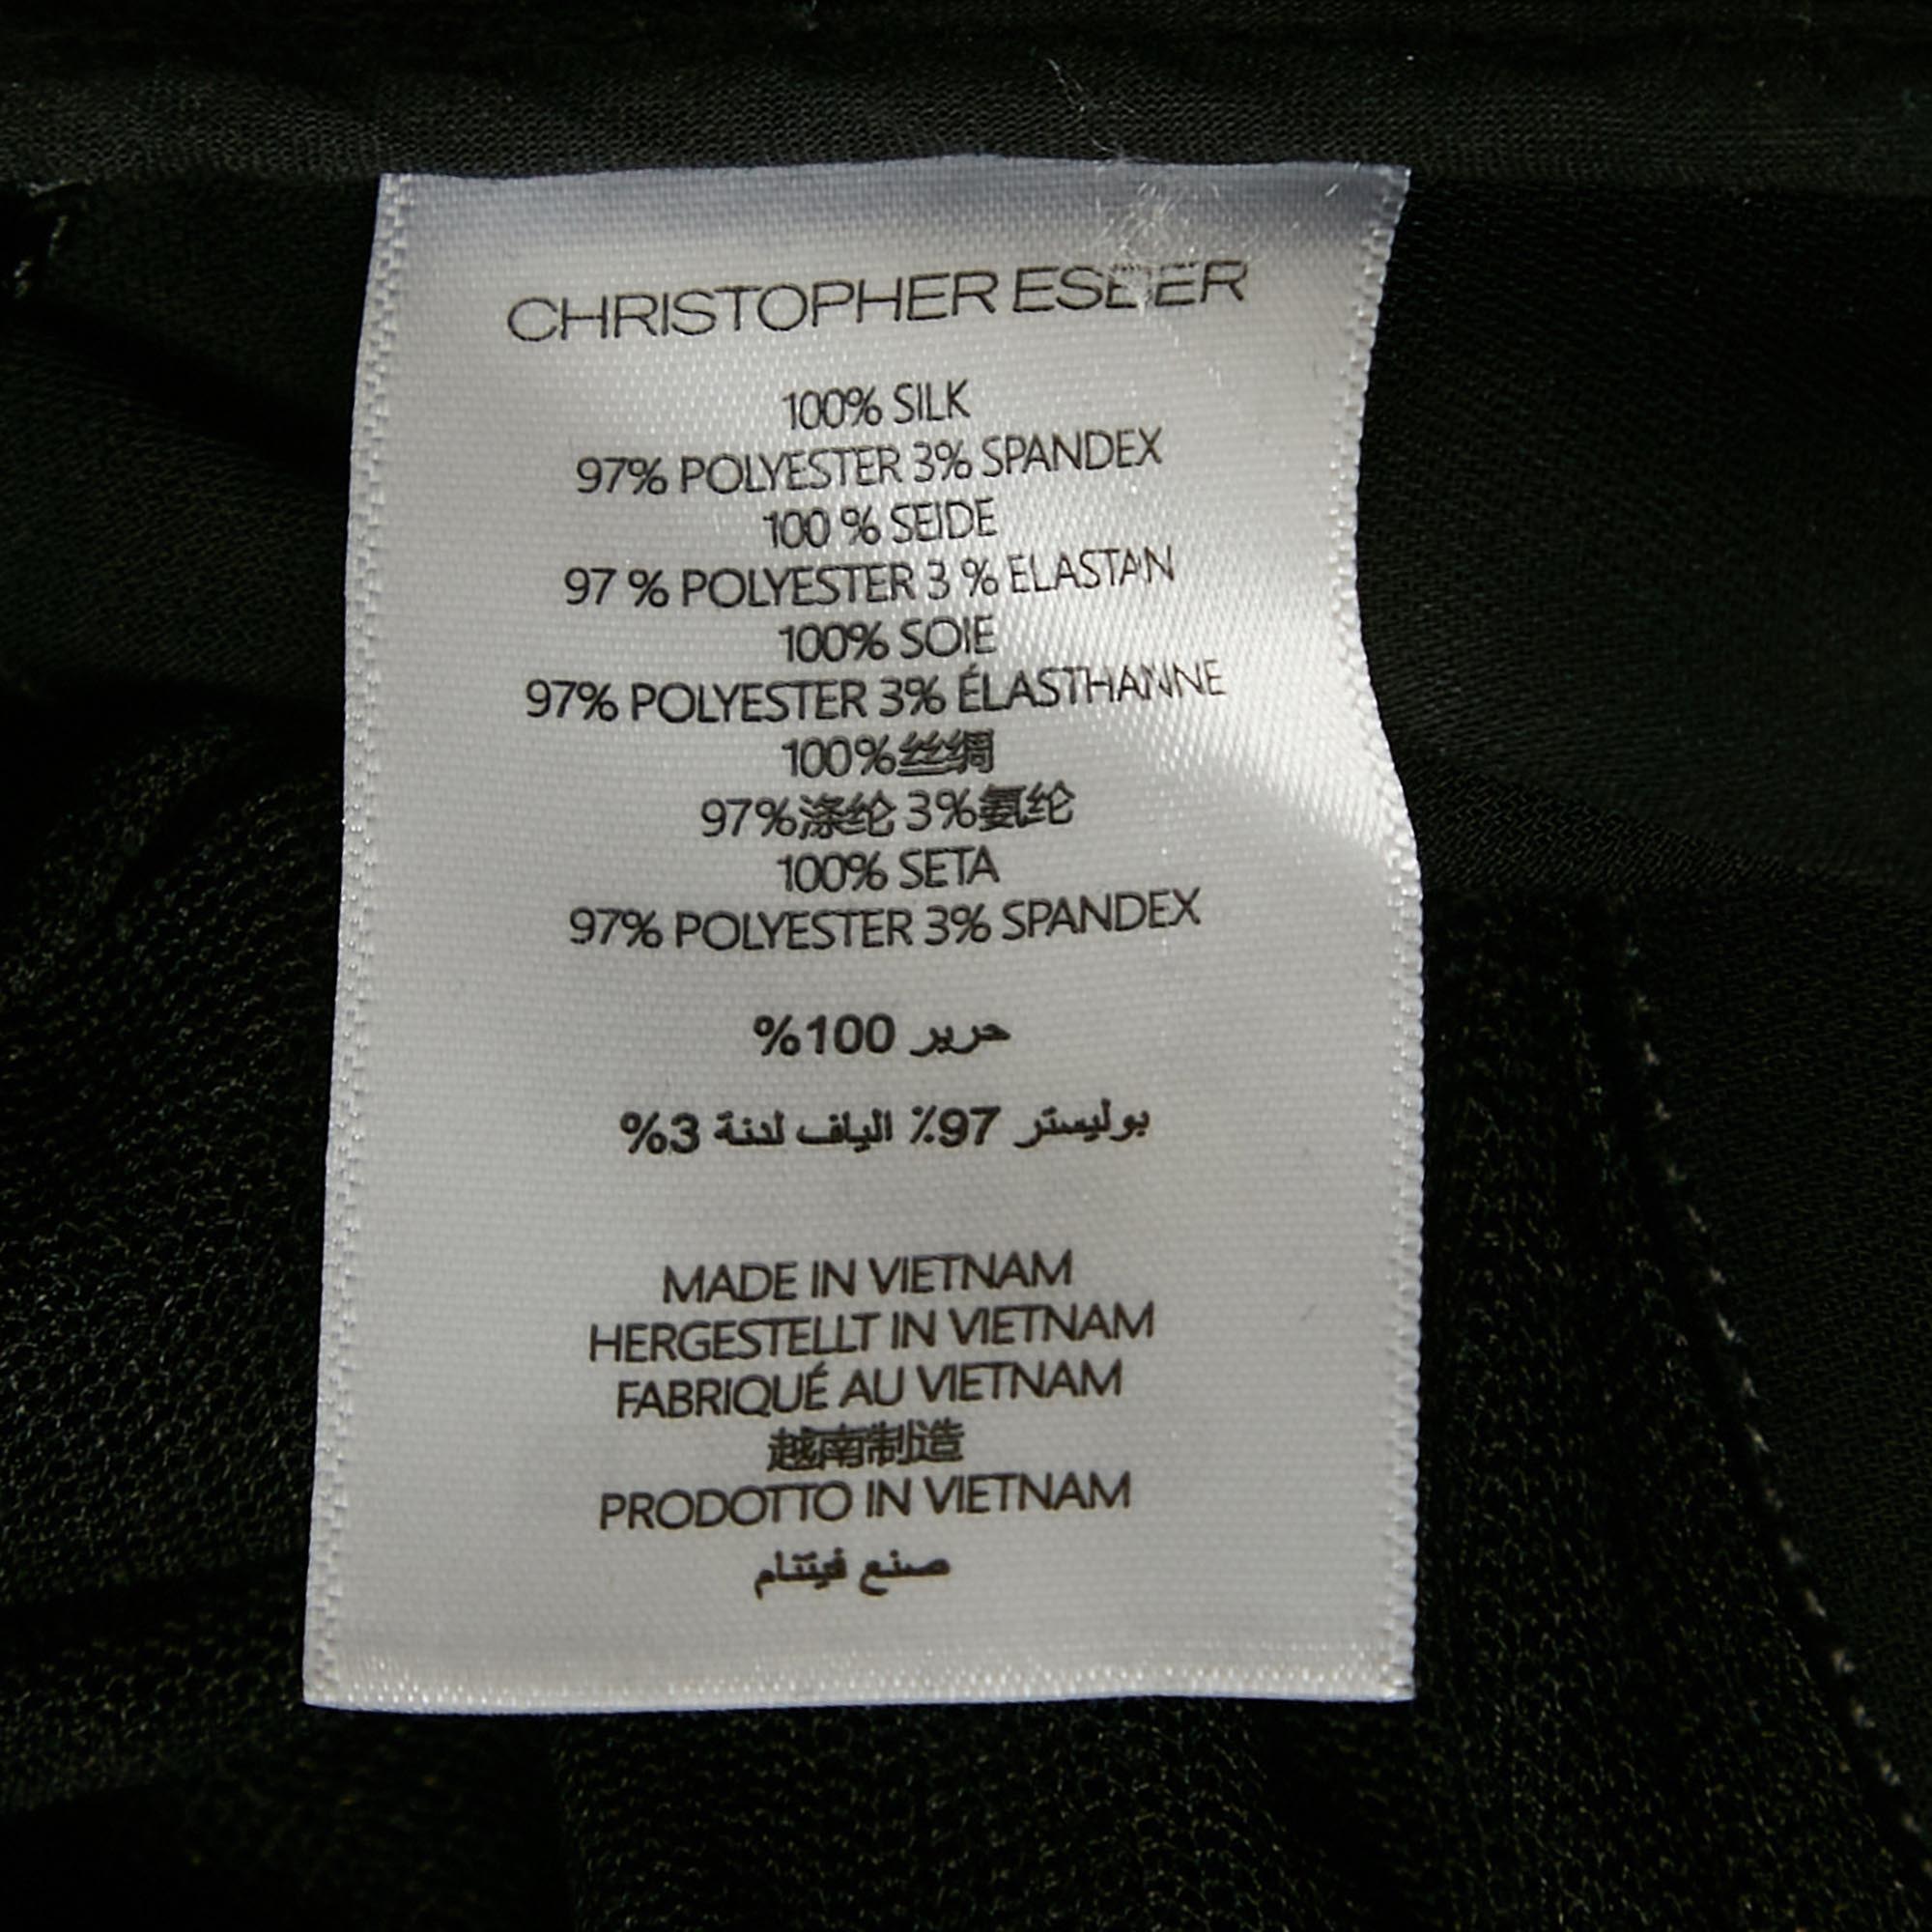 CHRISTOPHER ESBER
100% SILK
97% POLYESTER 3% SPANDEX
100 % SEIDE
97 % POLYESTER 3 % ELASTAN
100% SOIE
97% POLYESTER 3% ÉLASTHANNE
100%丝绸
97%涤纶 3%氨纶
100% SETA
97% POLYESTER 3% SPANDEX
حرير 100%
بوليستر 97٪ الياف لدنة 3%
MADE IN VIETNAM
HERGESTELLT IN VIETNAM
FABRIQUÉ AU VIETNAM
越南制造
PRODOTTO IN VIETNAM
صنع فيتنام